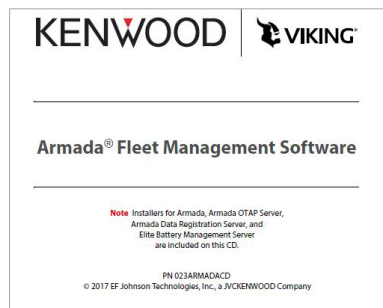 KENWOOD VIKING®
Armada® Fleet Management Software
Note Installers for Armada, Armada OTAP Server,
Armada Data Registration Server, and
Elite Battery Management Server
are included on this CD.
PN 023ARMADACD
© 2017 EF Johnson Technologies, Inc., a JVCKENWOOD Company